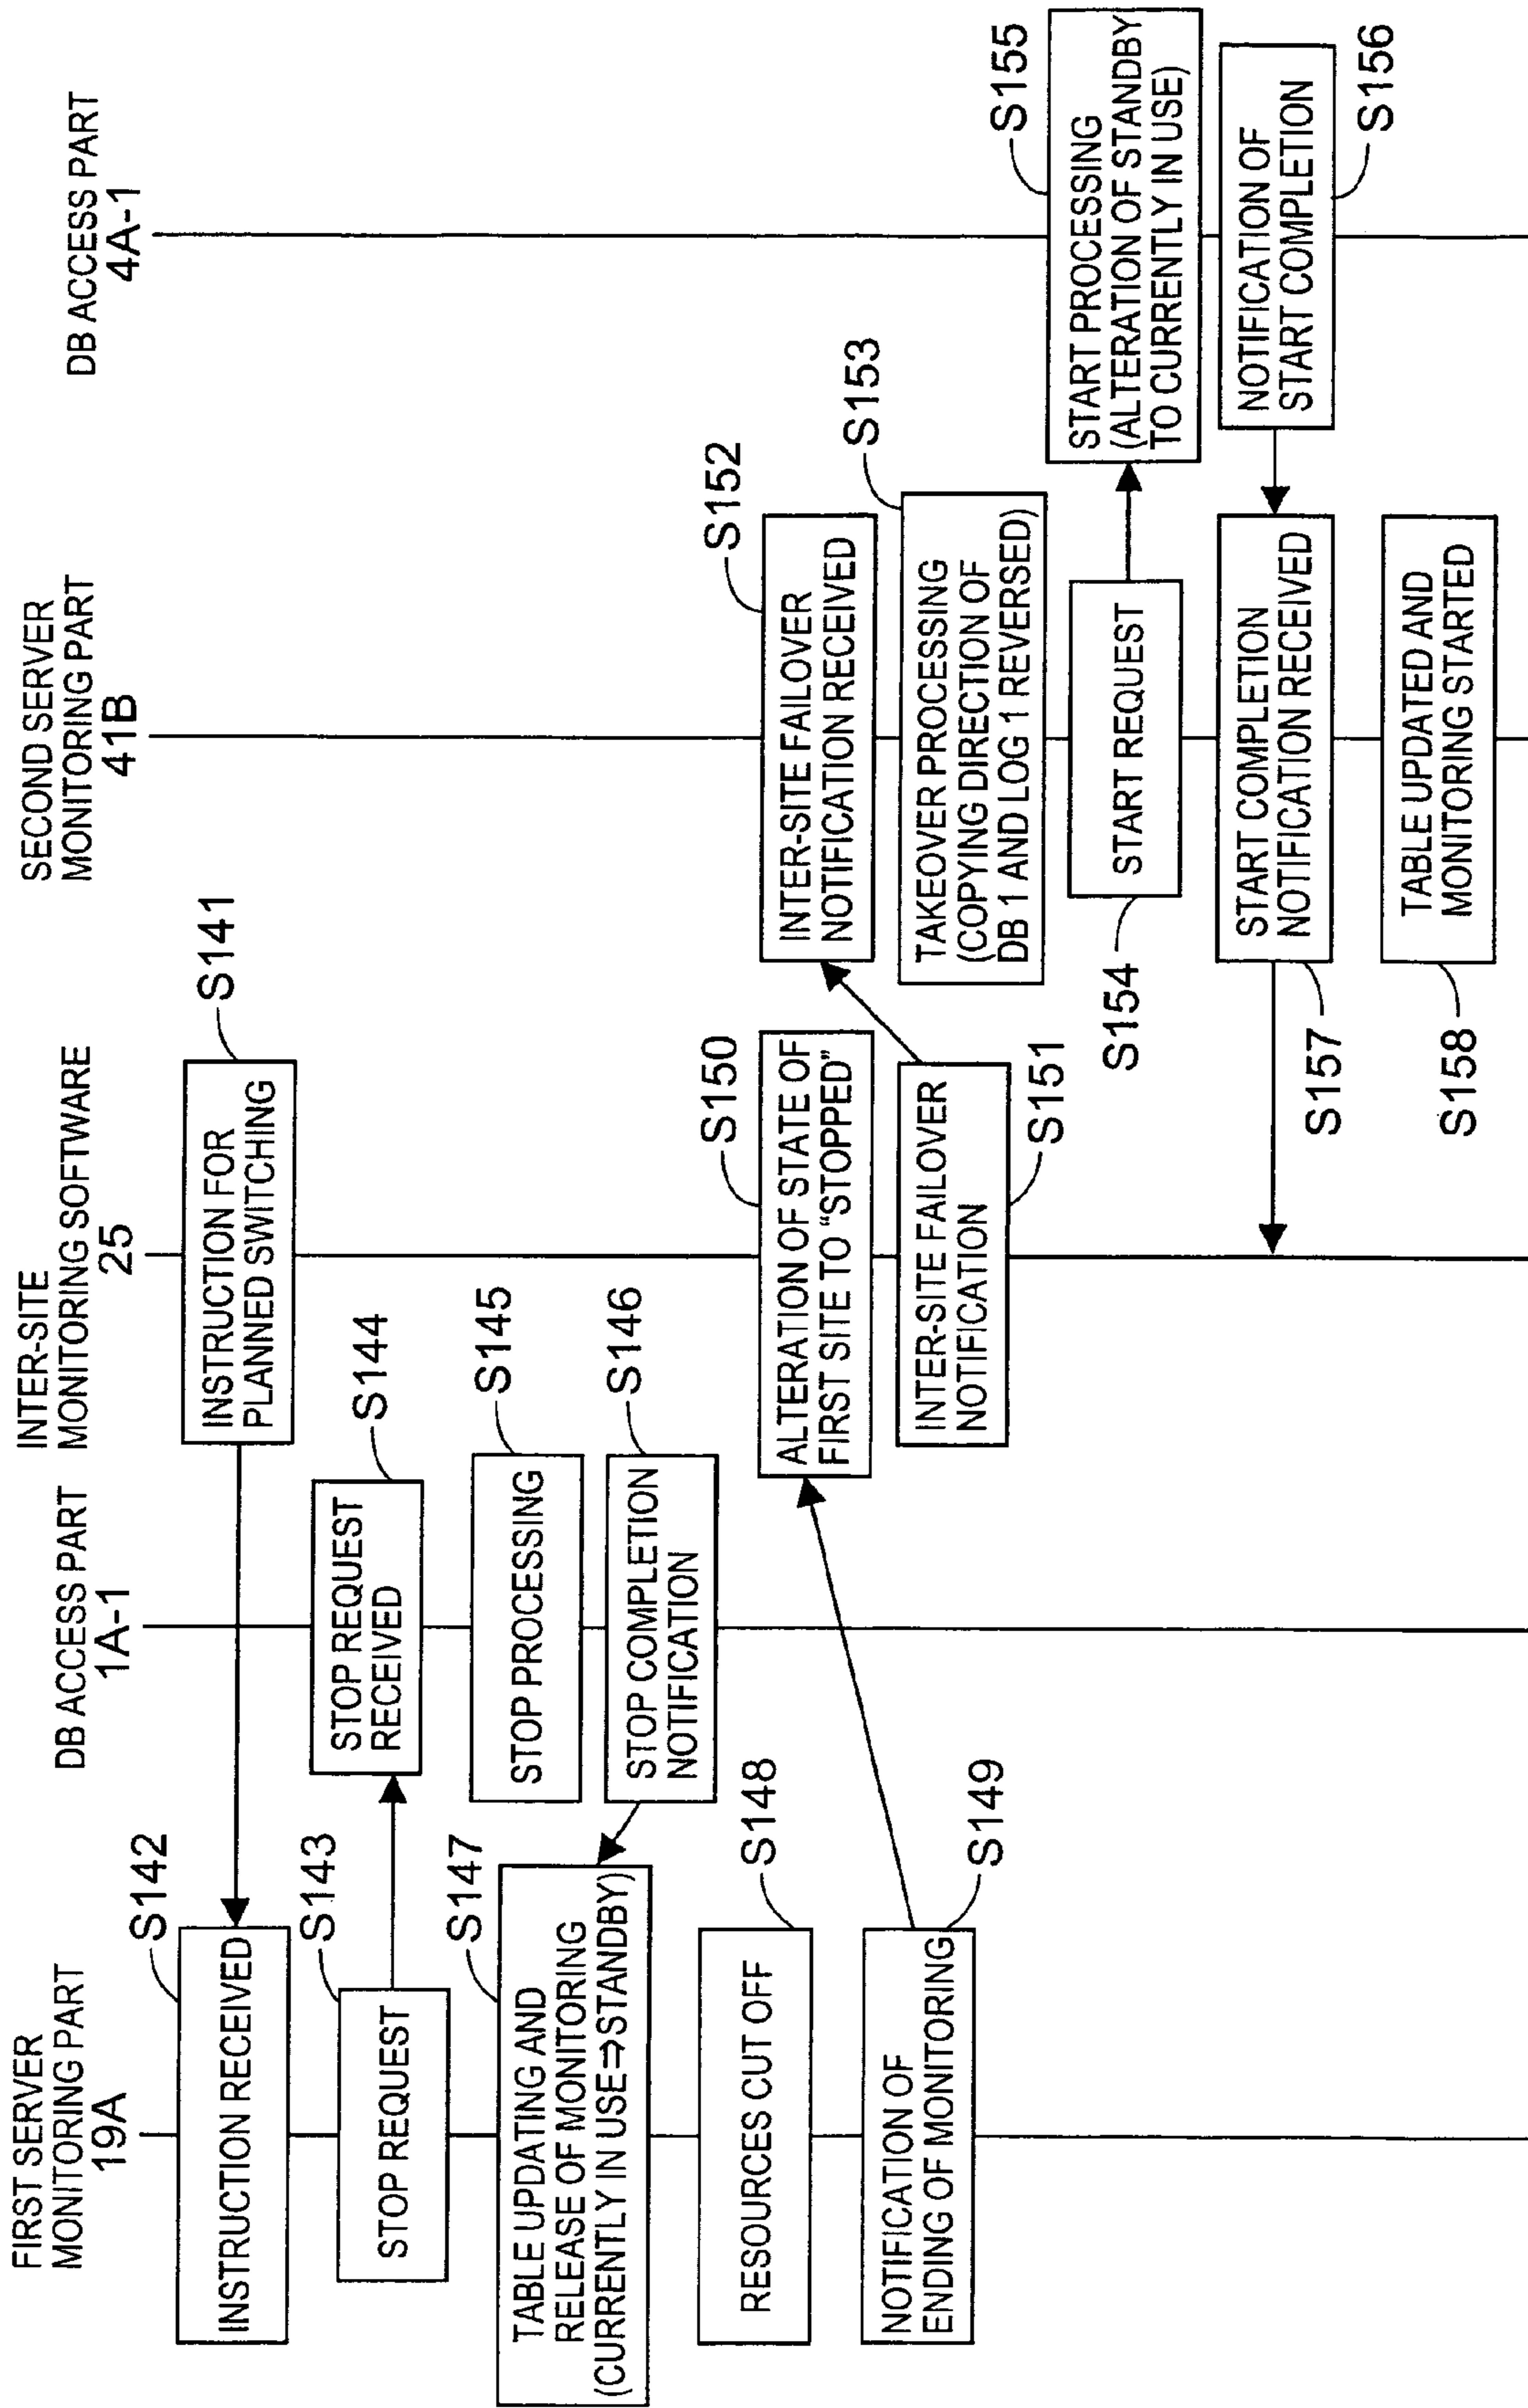 FIRST SERVER
MONITORING PART
19A
DB ACCESS PART
1A-1
INTER-SITE
MONITORING SOFTWARE
25
SECOND SERVER
MONITORING PART
41B
DB ACCESS PART
4A-1
INSTRUCTION FOR
PLANNED SWITCHING
S141
INSTRUCTION RECEIVED
S142
STOP REQUEST
S143
STOP REQUEST
RECEIVED
S144
STOP PROCESSING
S145
STOP COMPLETION
NOTIFICATION
S146
TABLE UPDATING AND
RELEASE OF MONITORING
(CURRENTLY IN USE⇒STANDBY)
S147
RESOURCES CUT OFF
S148
NOTIFICATION OF
ENDING OF MONITORING
S149
ALTERATION OF STATE OF
FIRST SITE TO “STOPPED”
S150
INTER-SITE FAILOVER
NOTIFICATION
S151
INTER-SITE FAILOVER
NOTIFICATION RECEIVED
S152
TAKEOVER PROCESSING
(COPYING DIRECTION OF
DB 1 AND LOG 1 REVERSED)
S153
START REQUEST
S154
START PROCESSING
(ALTERATION OF STANDBY
TO CURRENTLY IN USE)
S155
NOTIFICATION OF
START COMPLETION
S156
START COMPLETION
NOTIFICATION RECEIVED
S157
TABLE UPDATED AND
MONITORING STARTED
S158